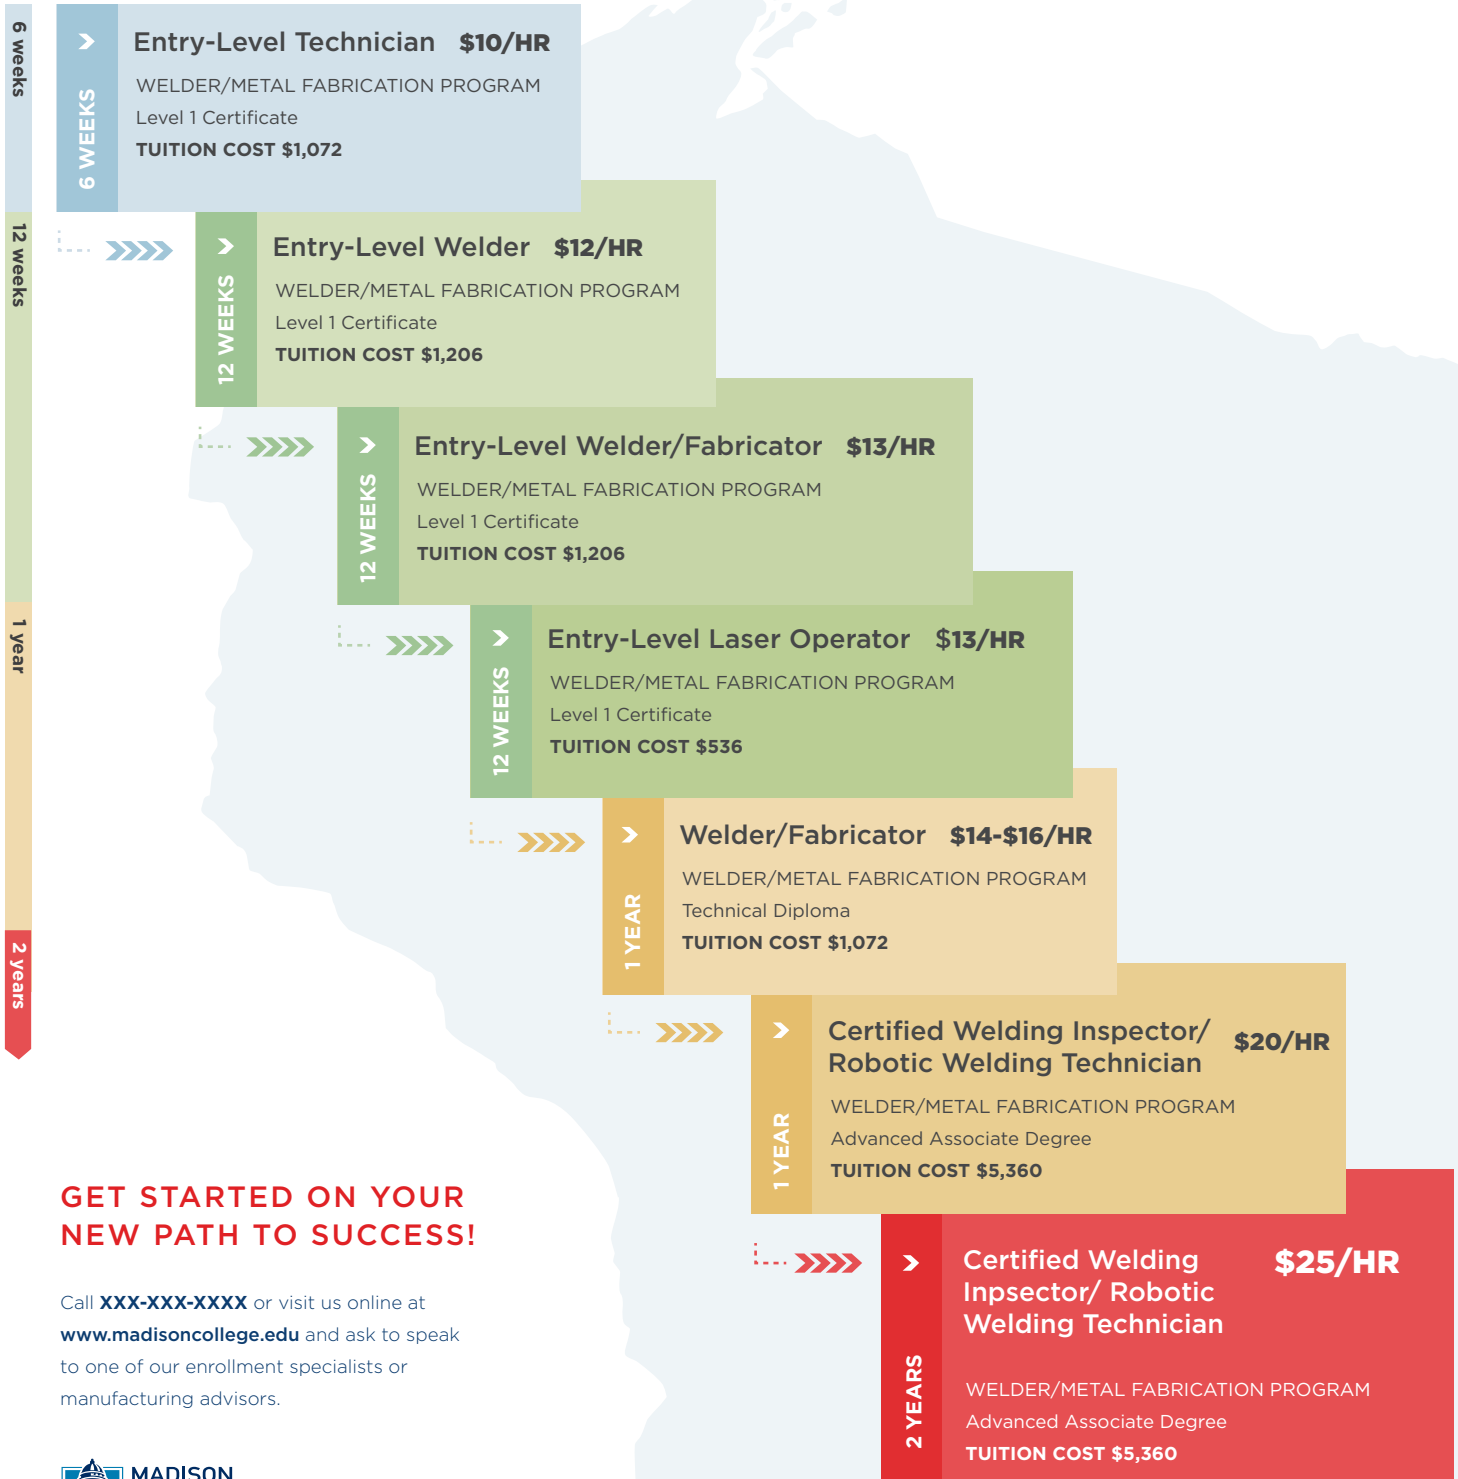 6 weeks
12 weeks
1 year
2 years
6 WEEKS
Entry-Level Technician $10/HR
WELDER/METAL FABRICATION PROGRAM
Level 1 Certificate
TUITION COST $1,072
12 WEEKS
Entry-Level Welder $12/HR
WELDER/METAL FABRICATION PROGRAM
Level 1 Certificate
TUITION COST $1,206
12 WEEKS
Entry-Level Welder/Fabricator $13/HR
WELDER/METAL FABRICATION PROGRAM
Level 1 Certificate
TUITION COST $1,206
12 WEEKS
Entry-Level Laser Operator $13/HR
WELDER/METAL FABRICATION PROGRAM
Level 1 Certificate
TUITION COST $536
1 YEAR
Welder/Fabricator $14-$16/HR
WELDER/METAL FABRICATION PROGRAM
Technical Diploma
TUITION COST $1,072
1 YEAR
Certified Welding Inspector/
Robotic Welding Technician $20/HR
WELDER/METAL FABRICATION PROGRAM
Advanced Associate Degree
TUITION COST $5,360
2 YEARS
Certified Welding $25/HR
Inpsector/ Robotic
Welding Technician
WELDER/METAL FABRICATION PROGRAM
Advanced Associate Degree
TUITION COST $5,360
GET STARTED ON YOUR
NEW PATH TO SUCCESS!
Call XXX-XXX-XXXX or visit us online at
www.madisoncollege.edu and ask to speak
to one of our enrollment specialists or
manufacturing advisors.
MADISON